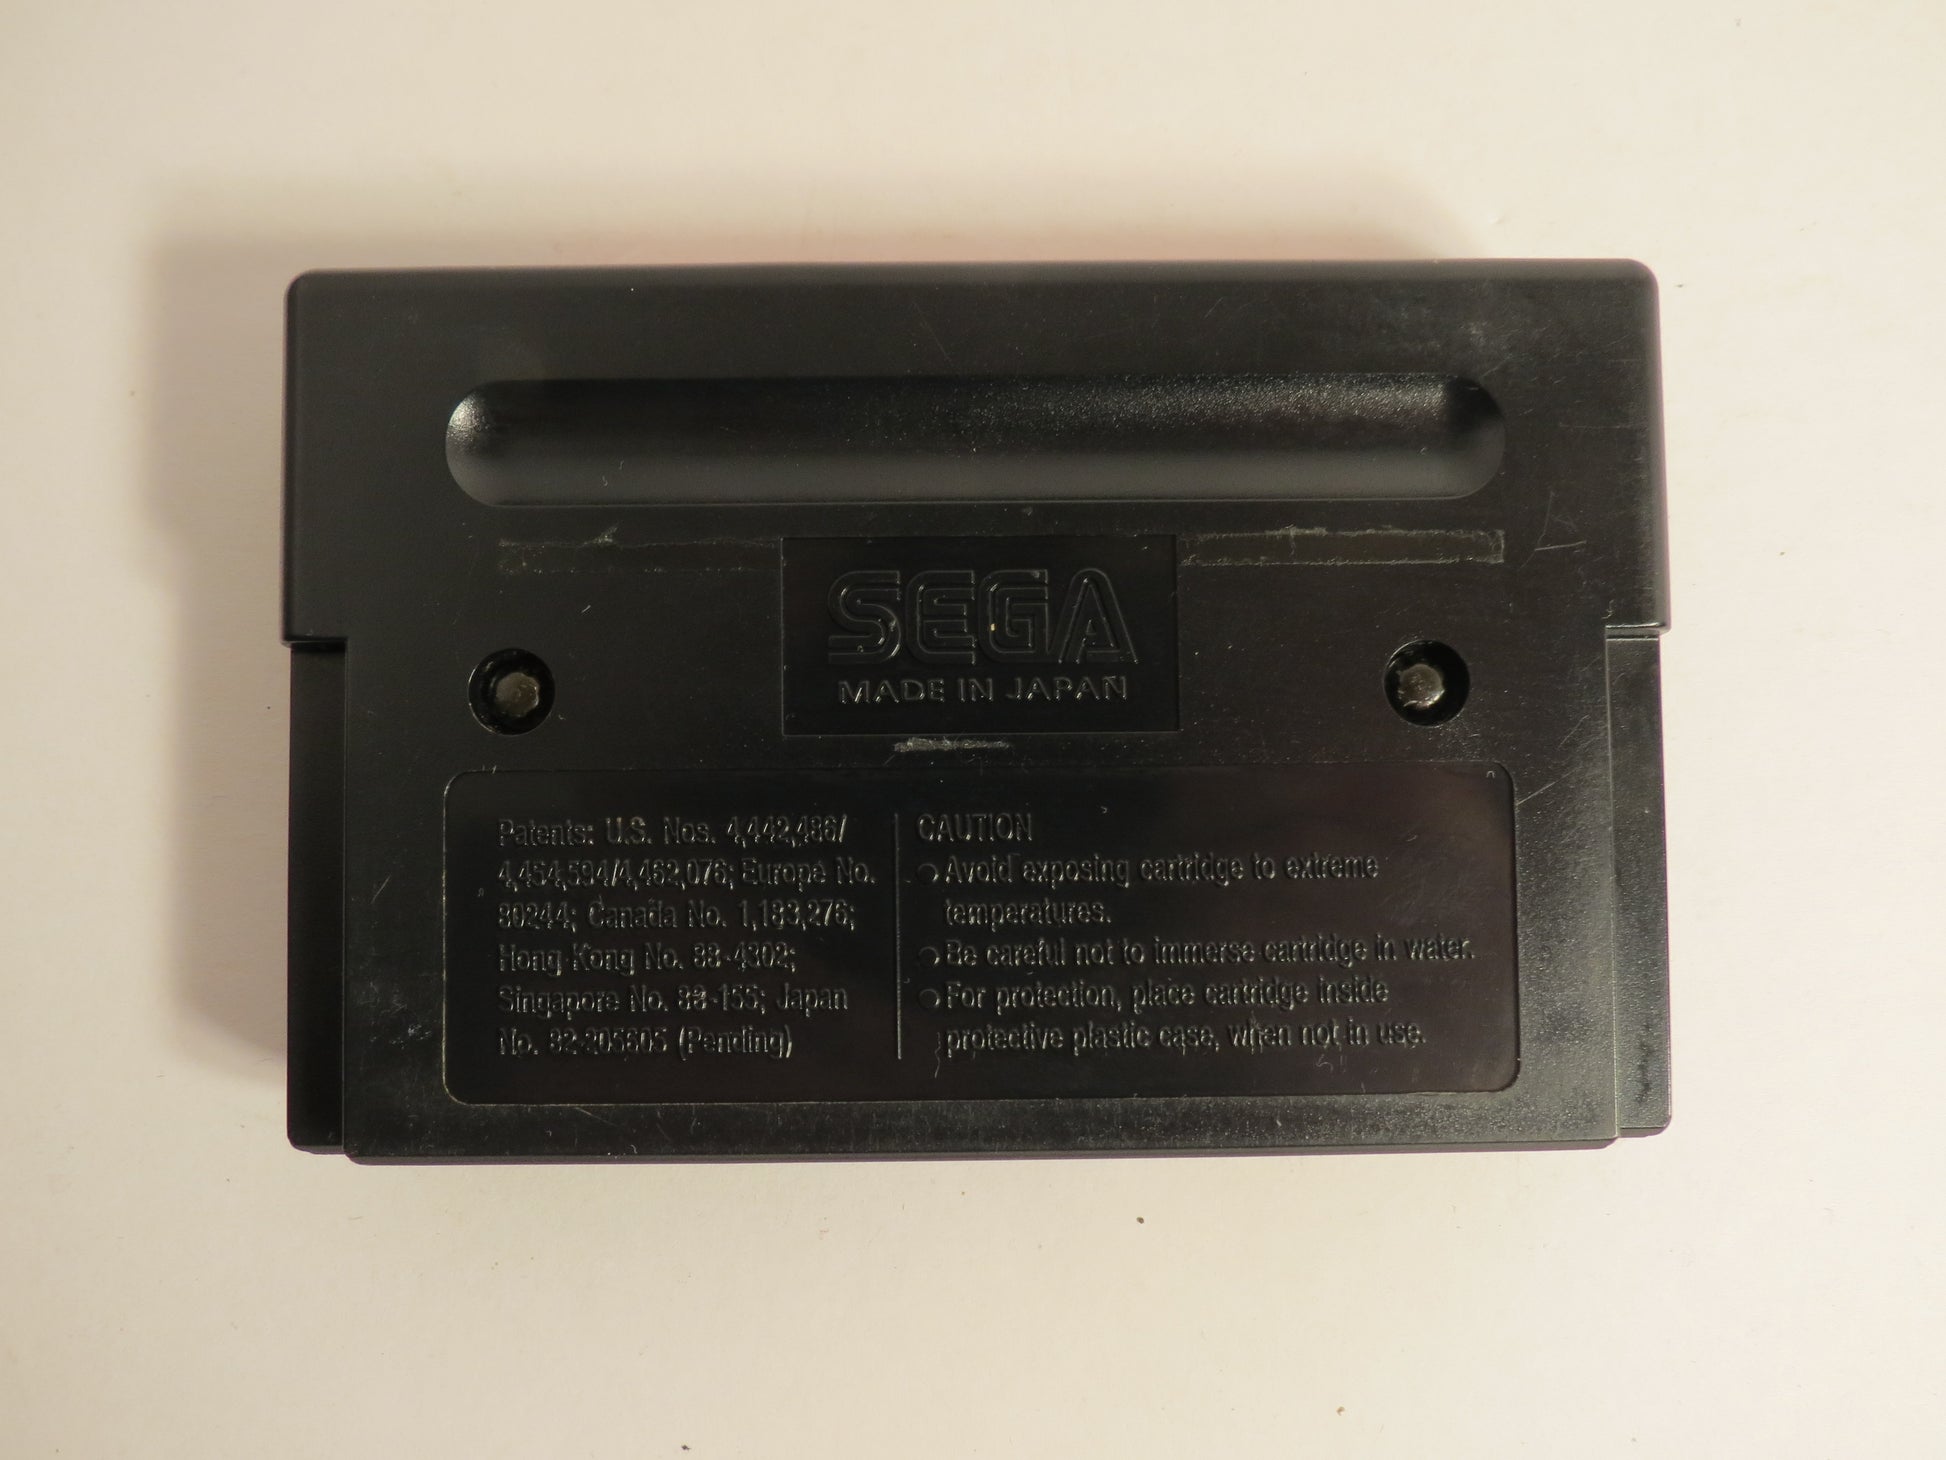 SEGA
MADE IN JAPAN
Patents: U.S. Nos. 4,442,486/
4,454,594/4,462,076; Europe No.
80244; Canada No. 1,183,276;
Hong Kong No. 88-4302;
Singapore No. 88-155; Japan
No. 82-205605 (Pending)
CAUTION
Avoid exposing cartridge to extreme
temperatures.
Be careful not to immerse cartridge in water.
For protection, place cartridge inside
protective plastic case, when not in use.